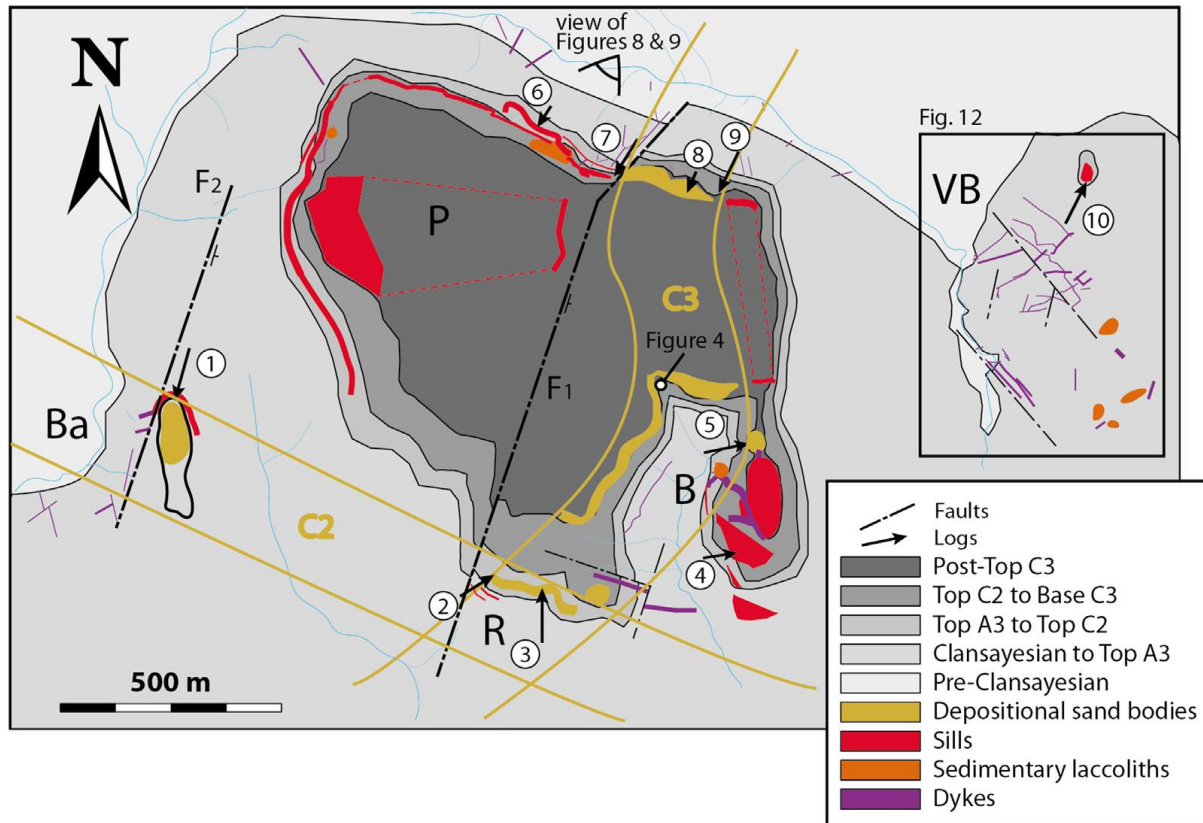 N
view of
Figures 8 & 9
6
7
8
9
Fig. 12
VB
10
F2
P
C3
Figure 4
F1
1
Ba
5
B
C2
4
2
R
3
500 m
Faults
Logs
Post-Top C3
Top C2 to Base C3
Top A3 to Top C2
Clansayesian to Top A3
Pre-Clansayesian
Depositional sand bodies
Sills
Sedimentary laccoliths
Dykes